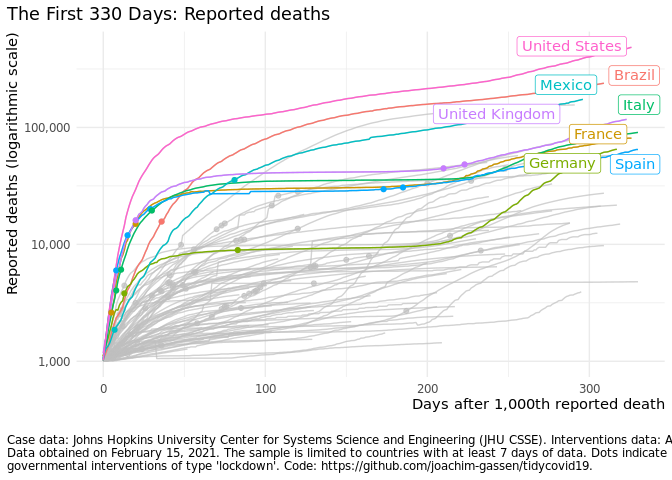 The First 330 Days: Reported deaths
Reported deaths (logarithmic scale)
United States
Brazil
Mexico
Italy
United Kingdom
France
Germany
Spain
100,000
10,000
1,000
0
100
200
300
Days after 1,000th reported death
Case data: Johns Hopkins University Center for Systems Science and Engineering (JHU CSSE). Interventions data: A
Data obtained on February 15, 2021. The sample is limited to countries with at least 7 days of data. Dots indicate
governmental interventions of type 'lockdown'. Code: https://github.com/joachim-gassen/tidycovid19.